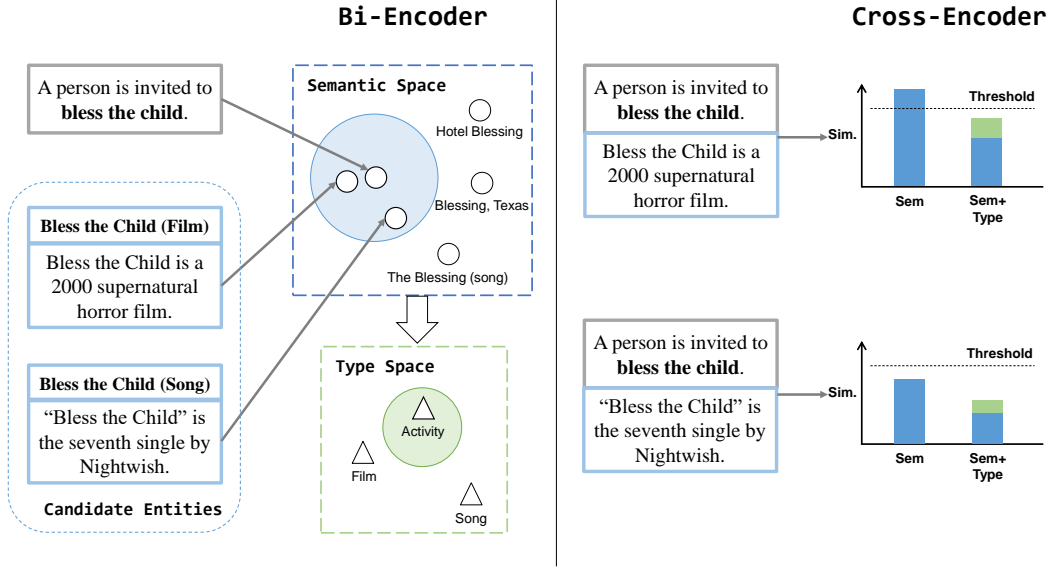 Bi-Encoder
A person is invited to
bless the child.
Semantic Space
Hotel Blessing
Blessing, Texas
The Blessing (song)
Bless the Child (Film)
Bless the Child is a
2000 supernatural
horror film.
Bless the Child (Song)
“Bless the Child” is
the seventh single by
Nightwish.
Candidate Entities
Type Space
Activity
Film
Song
Cross-Encoder
A person is invited to
bless the child.
Bless the Child is a
2000 supernatural
horror film.
Sim.
Threshold
Sem
Sem+
Type
A person is invited to
bless the child.
“Bless the Child” is
the seventh single by
Nightwish.
Sim.
Threshold
Sem
Sem+
Type